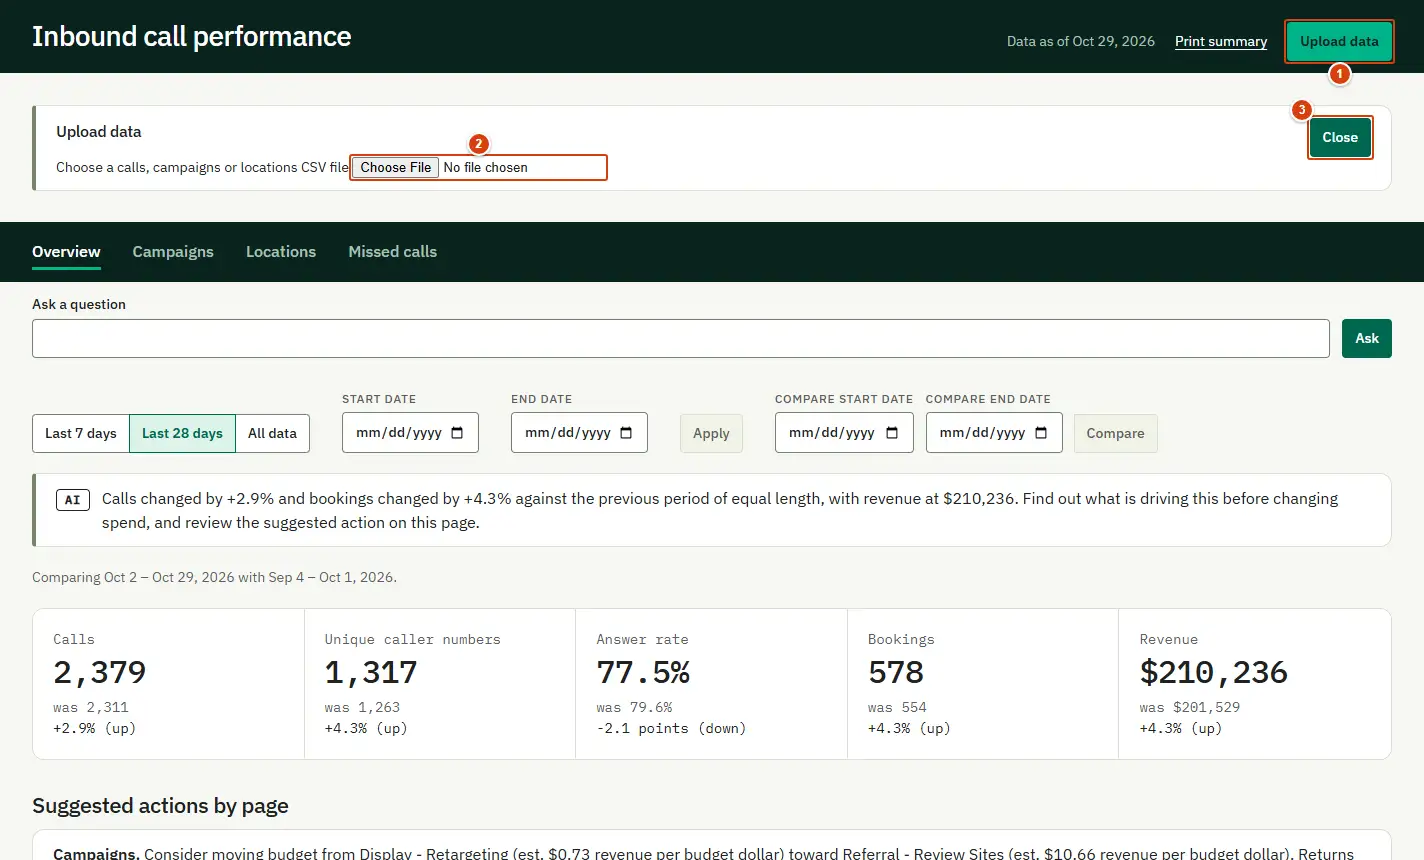 Inbound call performance
Data as of Oct 29, 2026 Print summary Upload data
1
3
Upload data
Close
2
Choose a calls, campaigns or locations CSV file Choose File No file chosen
Overview Campaigns Locations Missed calls
Ask a question
Ask
START DATE END DATE COMPARE START DATE COMPARE END DATE
Last 7 days Last 28 days All data mm/dd/yyyy mm/dd/yyyy Apply mm/dd/yyyy mm/dd/yyyy Compare
AI Calls changed by +2.9% and bookings changed by +4.3% against the previous period of equal length, with revenue at $210,236. Find out what is driving this before changing
spend, and review the suggested action on this page.
Comparing Oct 2 – Oct 29, 2026 with Sep 4 – Oct 1, 2026.
Calls Unique caller numbers Answer rate Bookings Revenue
2,379 1,317 77.5% 578 $210,236
was 2,311 was 1,263 was 79.6% was 554 was $201,529
+2.9% (up) +4.3% (up) -2.1 points (down) +4.3% (up) +4.3% (up)
Suggested actions by page
Campaigns. Consider moving budget from Display - Retargeting (est. $0.73 revenue per budget dollar) toward Referral - Review Sites (est. $10.66 revenue per budget dollar). Returns